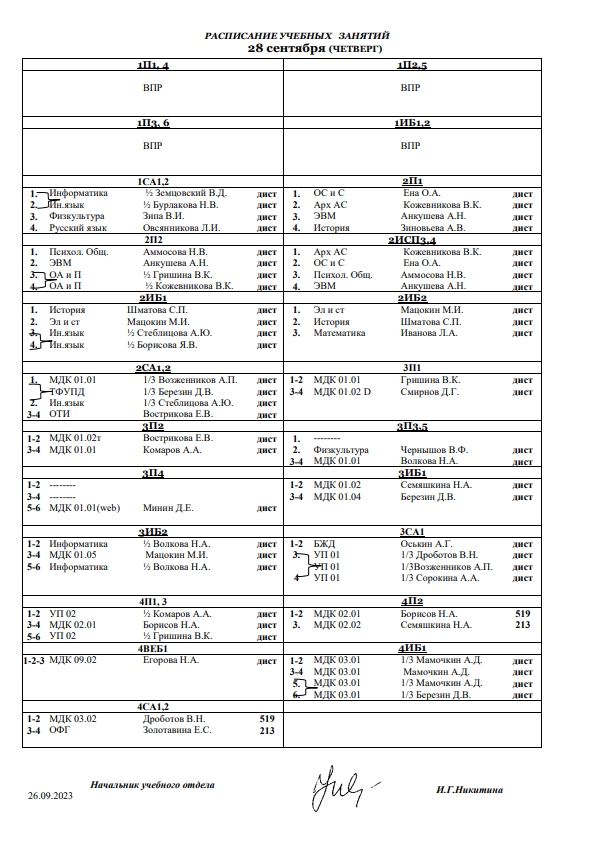 РАСПИСАНИЕ УЧЕБНЫХ ЗАНЯТИЙ
28 сентября (ЧЕТВЕРГ)
1П1, 4
ВПР
1П2,5
ВПР
1П3, 6
ВПР
1ИБ1,2
ВПР
1СА1,2
1. Информатика ½ Земцовский В.Д. дист
2. Ин.язык ½ Бурлакова Н.В. дист
3. Физкультура Зипа В.И. дист
4. Русский язык Овсянникова Л.И. дист
2П1
1. ОС и С Ена О.А. дист
2. Арх АС Кожевникова В.К. дист
3. ЭВМ Анкушева А.Н. дист
4. История Зиновьева А.В. дист
2П2
1. Психол. Общ. Аммосова Н.В. дист
2. ЭВМ Анкушева А.Н. дист
3. ОА и П ½ Гришина В.К. дист
4. ОА и П ½ Кожевникова В.К. дист
2ИСП3,4
1. Арх АС Кожевникова В.К. дист
2. ОС и С Ена О.А. дист
3. Психол. Общ. Аммосова Н.В. дист
4. ЭВМ Анкушева А.Н. дист
2ИБ1
1. История Шматова С.П. дист
2. Эл и ст Мацокин М.И. дист
3. Ин.язык ½ Стеблицова А.Ю. дист
4. Ин.язык ½ Борисова Я.В. дист
2ИБ2
1. Эл и ст Мацокин М.И. дист
2. История Шматова С.П. дист
3. Математика Иванова Л.А. дист
2СА1,2
1. МДК 01.01 1/3 Возженников А.П. дист
ТФУПД 1/3 Березин Д.В. дист
2. Ин.язык 1/3 Стеблицова А.Ю. дист
3-4 ОТИ Вострикова Е.В. дист
3П1
1-2 МДК 01.01 Гришина В.К. дист
3-4 МДК 01.02 D Смирнов Д.Г. дист
3П2
1-2 МДК 01.02т Вострикова Е.В. дист
3-4 МДК 01.01 Комаров А.А. дист
3П3,5
1. --------
2. Физкультура Чернышов В.Ф. дист
3-4 МДК 01.01 Волкова Н.А. дист
3П4
1-2 --------
3-4 --------
5-6 МДК 01.01(web) Минин Д.Е. дист
3ИБ1
1-2 МДК 01.02 Семяшкина Н.А. дист
3-4 МДК 01.04 Березин Д.В. дист
3ИБ2
1-2 Информатика ½ Волкова Н.А. дист
3-4 МДК 01.05 Мацокин М.И. дист
5-6 Информатика ½ Волкова Н.А. дист
3СА1
1-2 БЖД Оськин А.Г. дист
3. УП 01 1/3 Дроботов В.Н. дист
УП 01 1/3Возженников А.П. дист
4 УП 01 1/3 Сорокина А.А. дист
4П1, 3
1-2 УП 02 ½ Комаров А.А. дист
3-4 МДК 02.01 Борисов Н.А. дист
5-6 УП 02 ½ Гришина В.К. дист
4П2
1-2 МДК 02.01 Борисов Н.А. 519
3. МДК 02.02 Семяшкина Н.А. 213
4ВЕБ1
1-2-3 МДК 09.02 Егорова Н.А. дист
4ИБ1
1-2 МДК 03.01 1/3 Мамочкин А.Д. дист
3-4 МДК 03.01 Мамочкин А.Д. дист
5. МДК 03.01 1/3 Мамочкин А.Д. дист
6. МДК 03.01 1/3 Березин Д.В. дист
4СА1,2
1-2 МДК 03.02 Дроботов В.Н. 519
3-4 ОФГ Золотавина Е.С. 213
Начальник учебного отдела И.Г.Никитина
26.09.2023